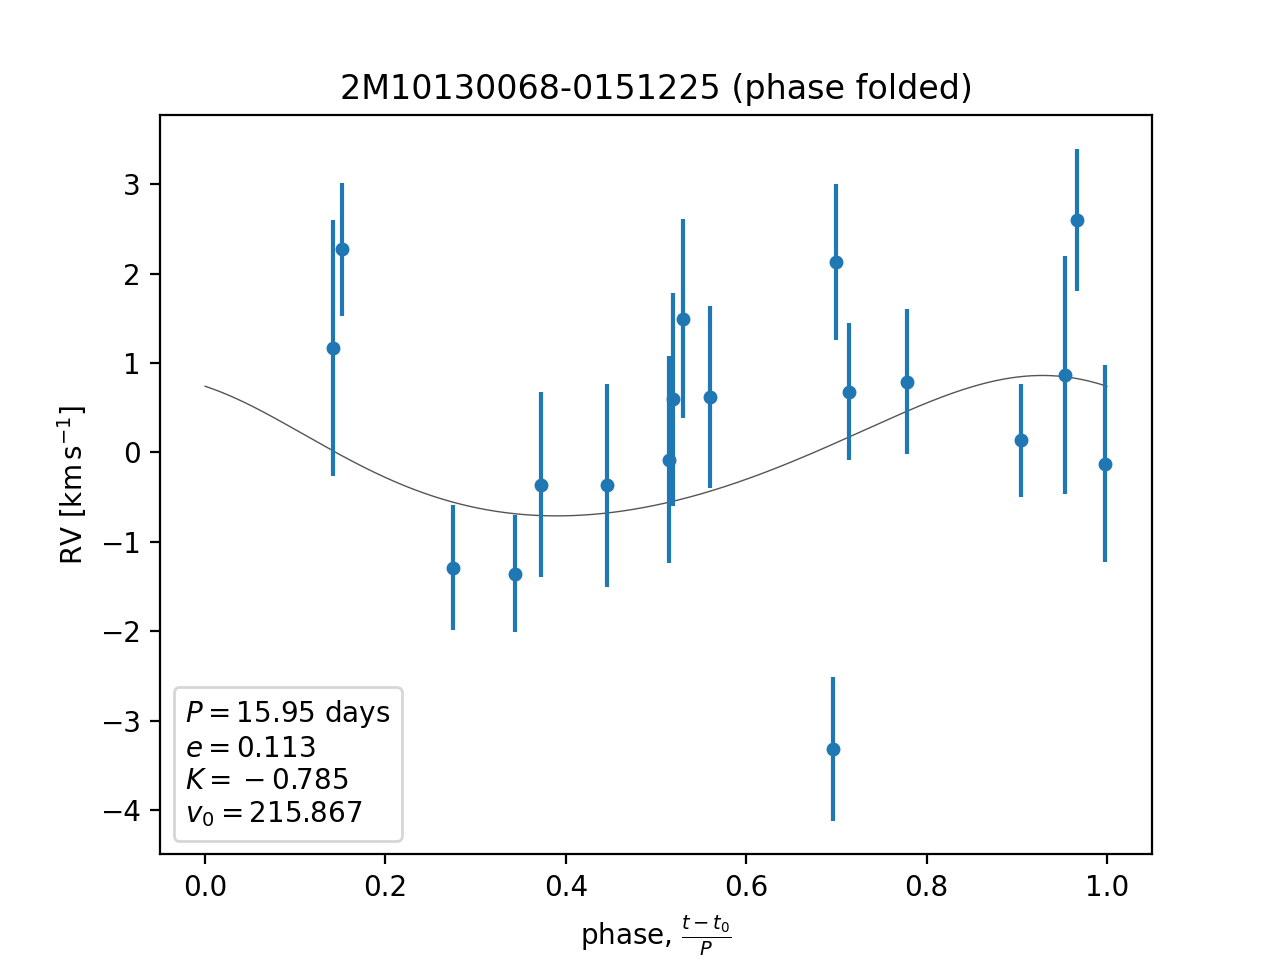 2M10130068-0151225 (phase folded)
RV [km s⁻¹]
3
2
1
0
−1
−2
−3
−4
P = 15.95 days
e = 0.113
K = −0.785
v₀ = 215.867
0.0 0.2 0.4 0.6 0.8 1.0
phase, (t − t₀)/P